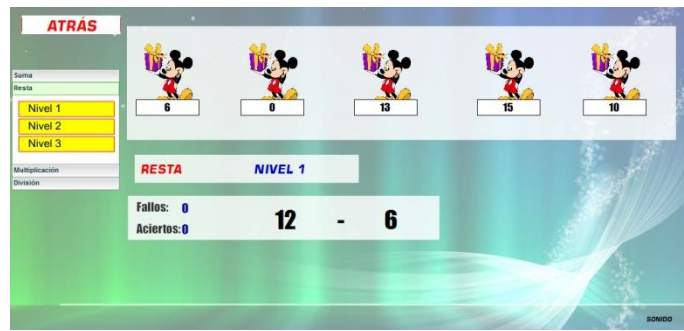 ATRÁS
Suma
Resta
Nivel 1
Nivel 2
Nivel 3
Multiplicación
División
6 0 13 15 10
RESTA NIVEL 1
Fallos: 0
Aciertos: 0
12 - 6
SONIDO